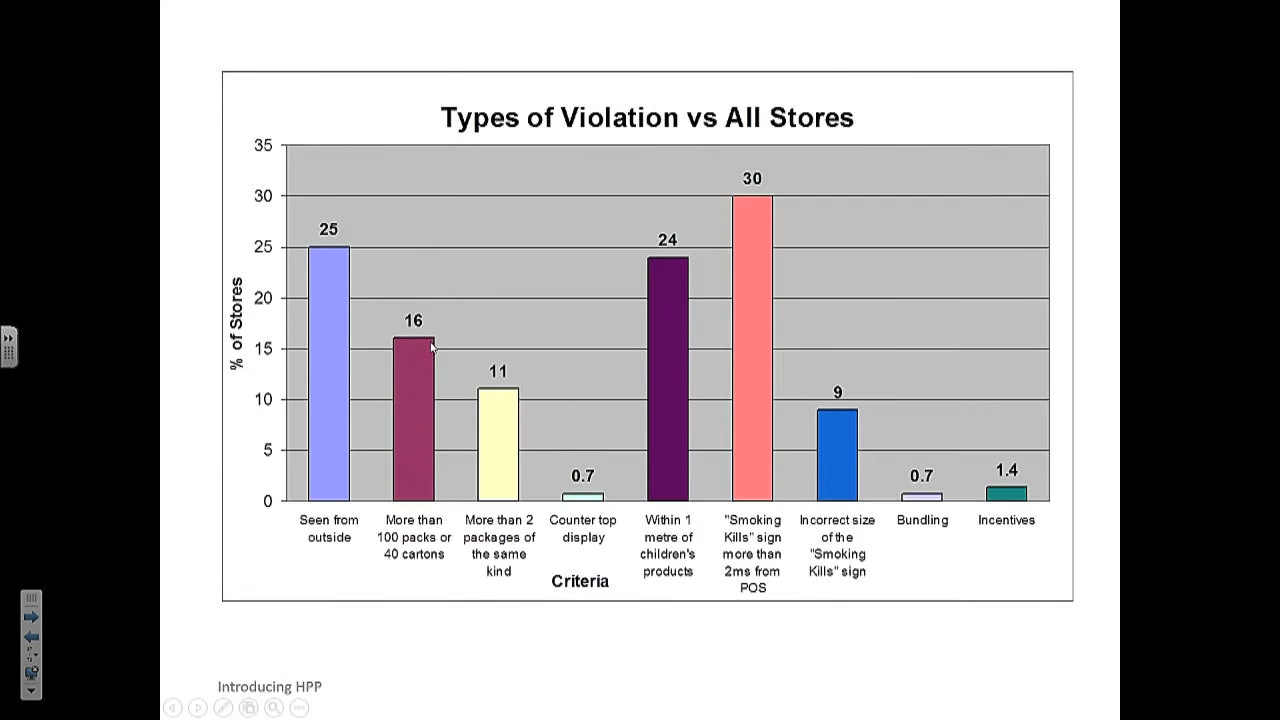 Types of Violation vs All Stores
35
30
25
20
15
10
5
0
% of Stores
25
16
11
0.7
24
30
9
0.7
1.4
Seen from
outside
More than
100 packs or
40 cartons
More than 2
packages of
the same
kind
Counter top
display
Within 1
metre of
children's
products
"Smoking
Kills" sign
more than
2ms from
POS
Incorrect size
of the
"Smoking
Kills" sign
Bundling
Incentives
Criteria
Introducing HPP